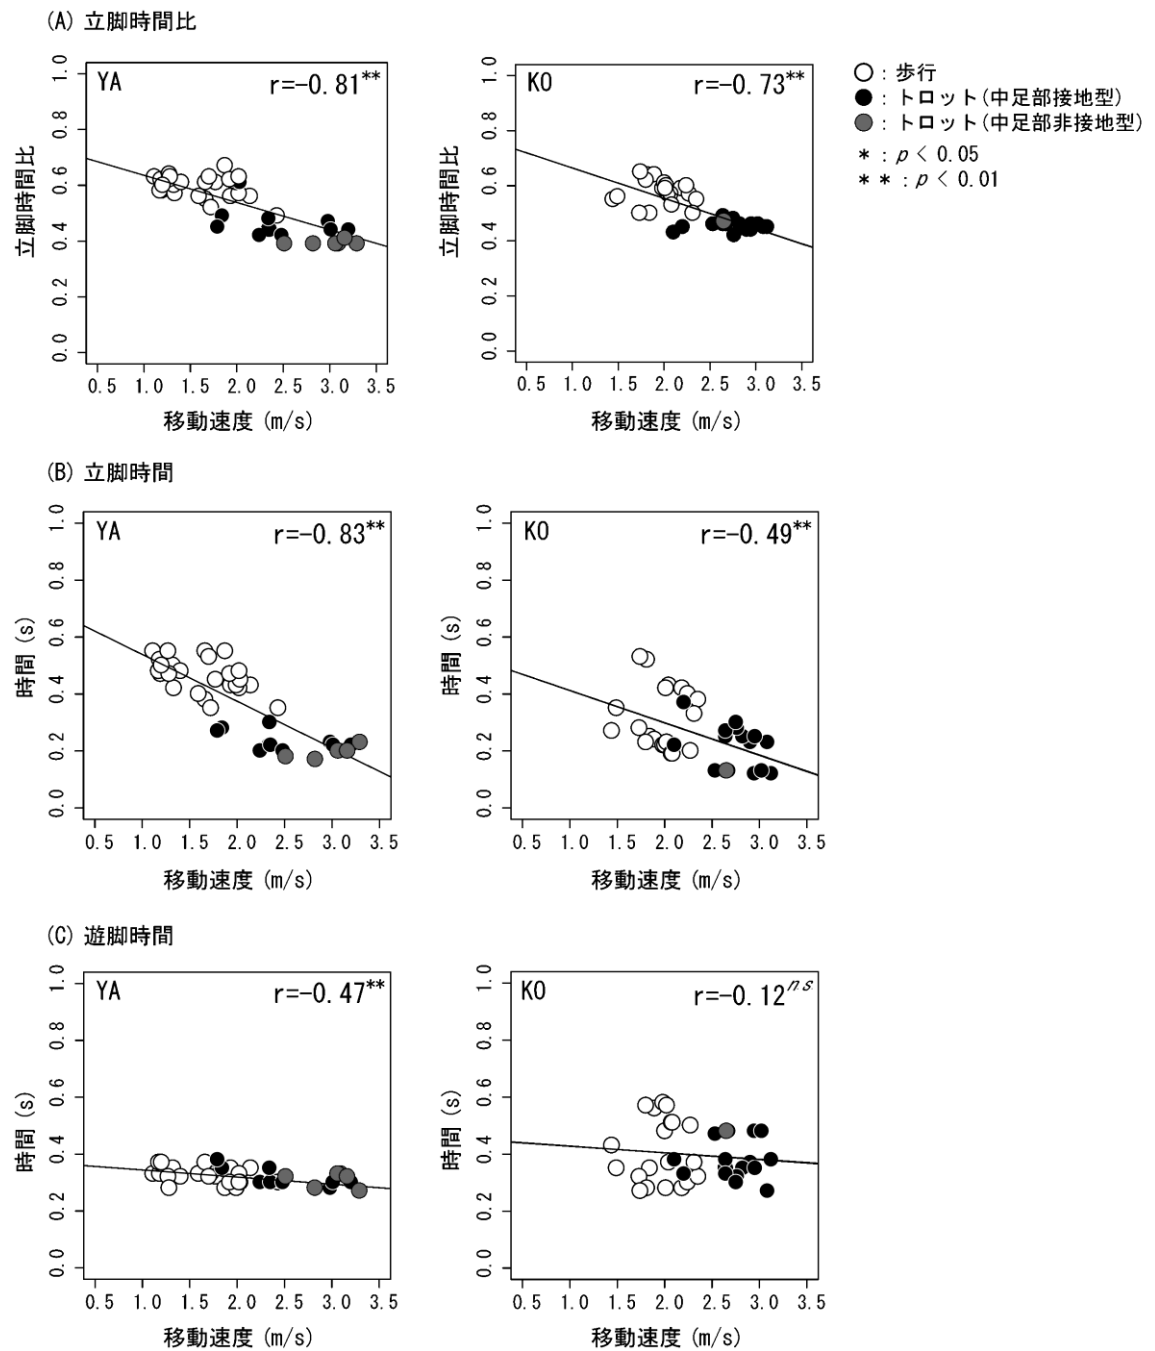 (A) 立脚時間比
YA
r=-0.81**
立脚時間比
1.0
0.8
0.6
0.4
0.2
0.0
0.5 1.0 1.5 2.0 2.5 3.0 3.5
移動速度 (m/s)
KO
r=-0.73**
立脚時間比
1.0
0.8
0.6
0.4
0.2
0.0
0.5 1.0 1.5 2.0 2.5 3.0 3.5
移動速度 (m/s)
: 歩行
: トロット(中足部接地型)
: トロット(中足部非接地型)
* : p < 0.05
** : p < 0.01
(B) 立脚時間
YA
r=-0.83**
時間 (s)
1.0
0.8
0.6
0.4
0.2
0.0
0.5 1.0 1.5 2.0 2.5 3.0 3.5
移動速度 (m/s)
KO
r=-0.49**
時間 (s)
1.0
0.8
0.6
0.4
0.2
0.0
0.5 1.0 1.5 2.0 2.5 3.0 3.5
移動速度 (m/s)
(C) 遊脚時間
YA
r=-0.47**
時間 (s)
1.0
0.8
0.6
0.4
0.2
0.0
0.5 1.0 1.5 2.0 2.5 3.0 3.5
移動速度 (m/s)
KO
r=-0.12ns
時間 (s)
1.0
0.8
0.6
0.4
0.2
0.0
0.5 1.0 1.5 2.0 2.5 3.0 3.5
移動速度 (m/s)